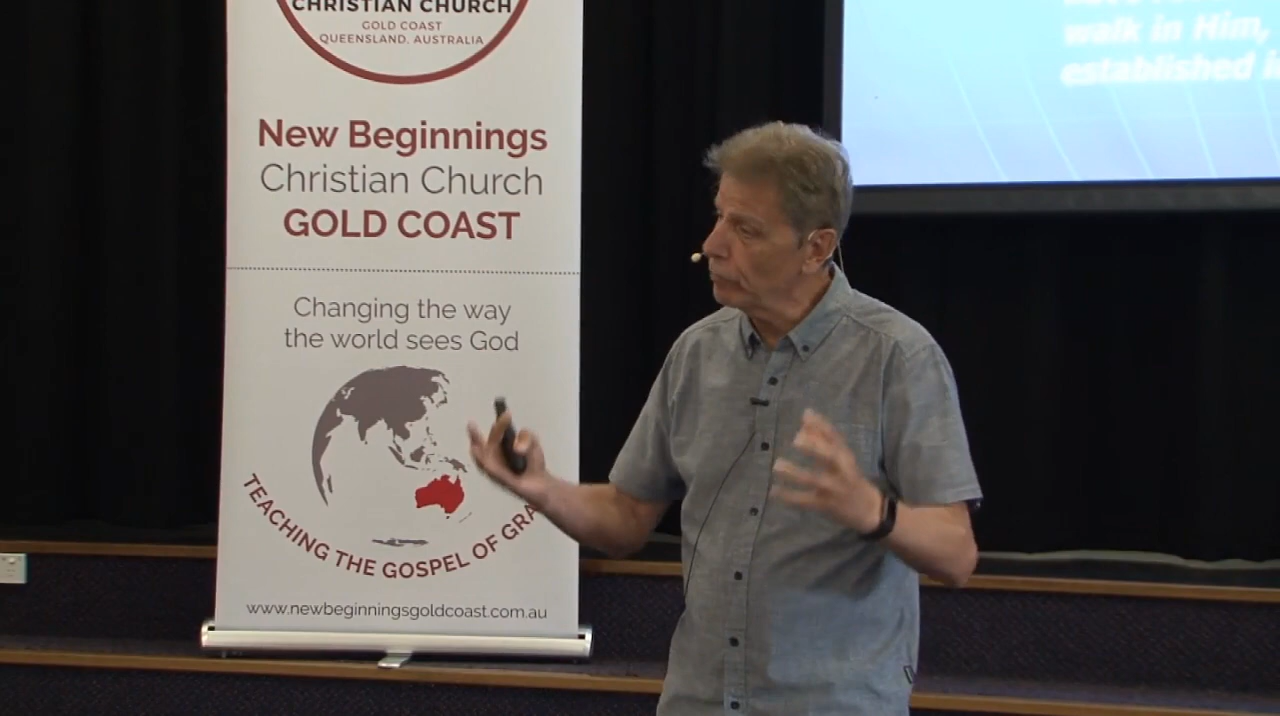 CHRISTIAN CHURCH
GOLD COAST
QUEENSLAND, AUSTRALIA
New Beginnings
Christian Church
GOLD COAST
Changing the way
the world sees God
TEACHING THE GOSPEL OF GRA
www.newbeginningsgoldcoast.com.au
walk in Him,
established i